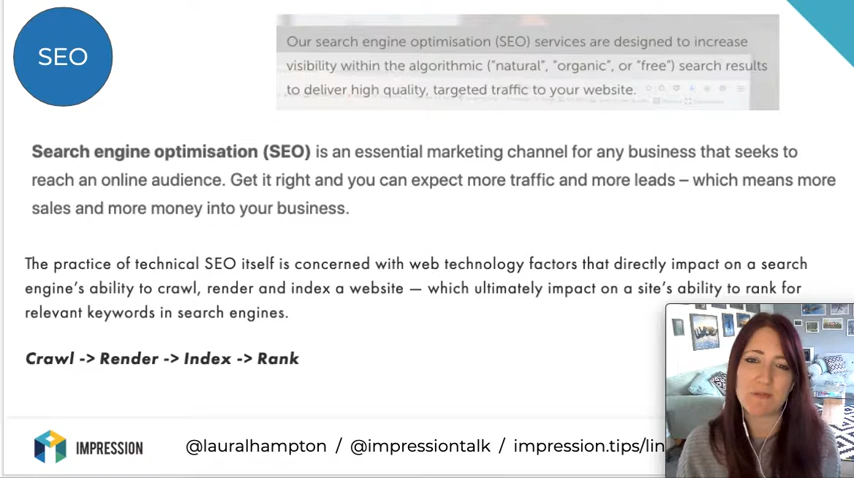 SEO
Our search engine optimisation (SEO) services are designed to increase
visibility within the algorithmic (“natural”, “organic”, or “free”) search results
to deliver high quality, targeted traffic to your website.
Search engine optimisation (SEO) is an essential marketing channel for any business that seeks to
reach an online audience. Get it right and you can expect more traffic and more leads – which means more
sales and more money into your business.
The practice of technical SEO itself is concerned with web technology factors that directly impact on a search
engine’s ability to crawl, render and index a website — which ultimately impact on a site’s ability to rank for
relevant keywords in search engines.
Crawl -> Render -> Index -> Rank
IMPRESSION @lauralhampton / @impressiontalk / impression.tips/lin